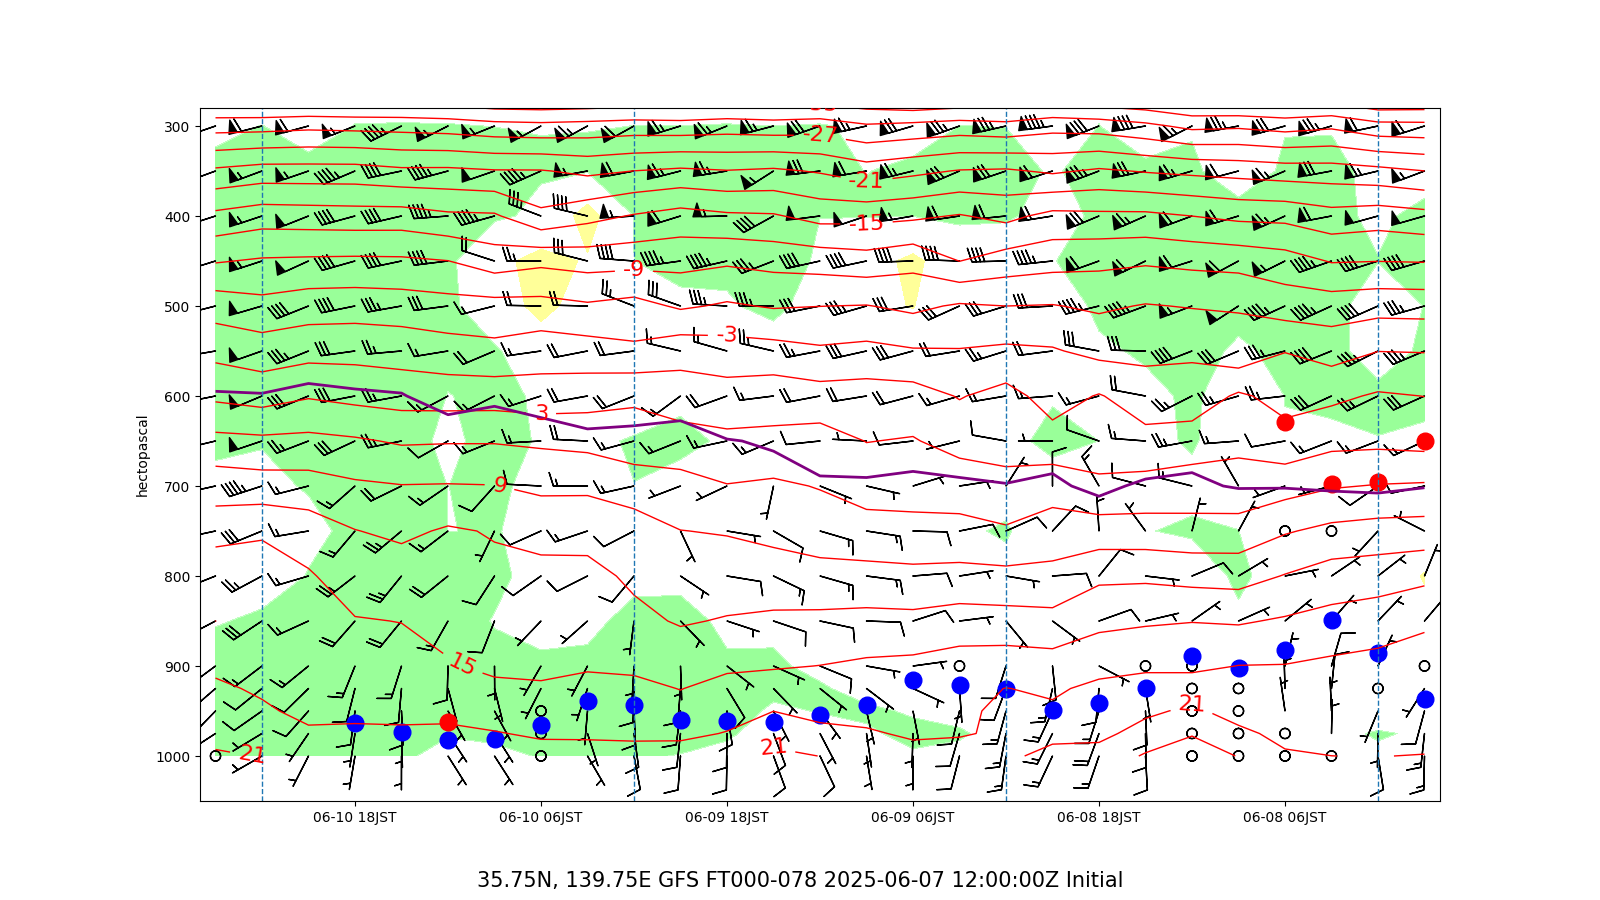 300
400
500
600
700
800
900
1000
hectopascal
-27
-21
-15
-9
-3
3
9
15
21
21
21
06-10 18JST
06-10 06JST
06-09 18JST
06-09 06JST
06-08 18JST
06-08 06JST
35.75N, 139.75E GFS FT000-078 2025-06-07 12:00:00Z Initial